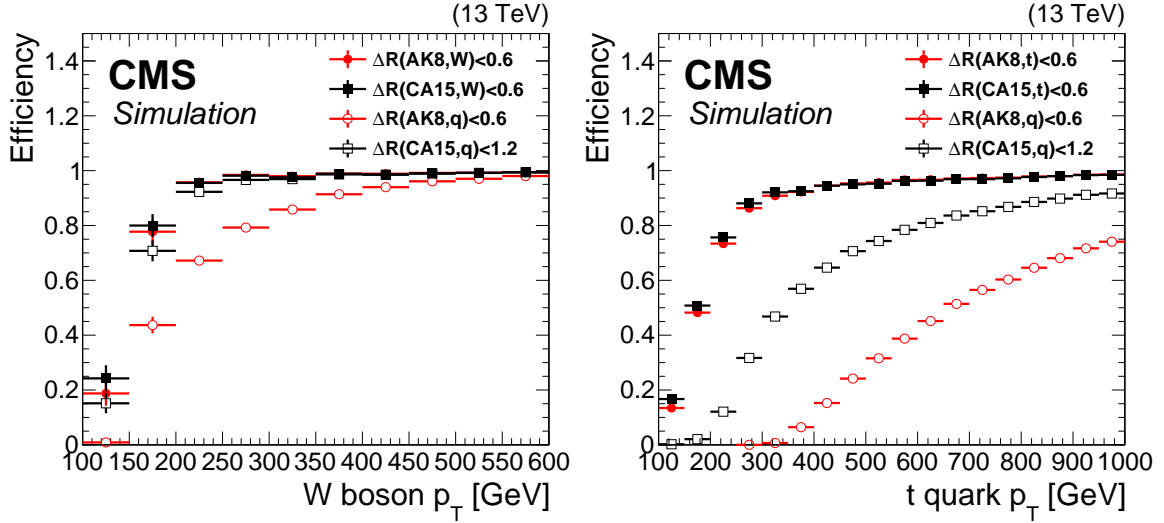 (13 TeV)
CMS
Simulation
ΔR(AK8,W)<0.6
ΔR(CA15,W)<0.6
ΔR(AK8,q)<0.6
ΔR(CA15,q)<1.2
Efficiency
1.4
1.2
1
0.8
0.6
0.4
0.2
0
100 150 200 250 300 350 400 450 500 550 600
W boson p_T [GeV]
(13 TeV)
CMS
Simulation
ΔR(AK8,t)<0.6
ΔR(CA15,t)<0.6
ΔR(AK8,q)<0.6
ΔR(CA15,q)<1.2
Efficiency
1.4
1.2
1
0.8
0.6
0.4
0.2
0
100 200 300 400 500 600 700 800 900 1000
t quark p_T [GeV]